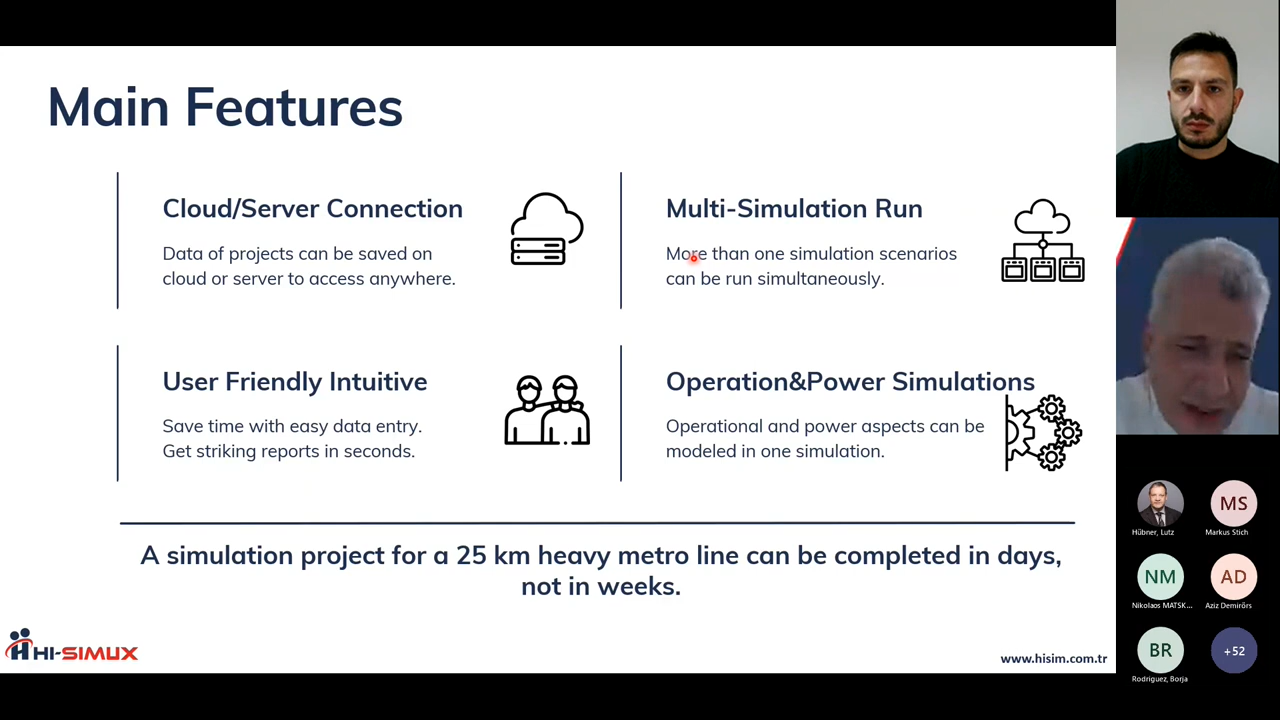 Main Features
Cloud/Server Connection
Data of projects can be saved on
cloud or server to access anywhere.
Multi-Simulation Run
More than one simulation scenarios
can be run simultaneously.
User Friendly Intuitive
Save time with easy data entry.
Get striking reports in seconds.
Operation&Power Simulations
Operational and power aspects can be
modeled in one simulation.
A simulation project for a 25 km heavy metro line can be completed in days,
not in weeks.
HI-SIMUX
www.hisim.com.tr
Hübner, Lutz
MS
Markus Stich
NM
Nikolaos MATSK...
AD
Aziz Demirörs
BR
Rodriguez, Borja
+52